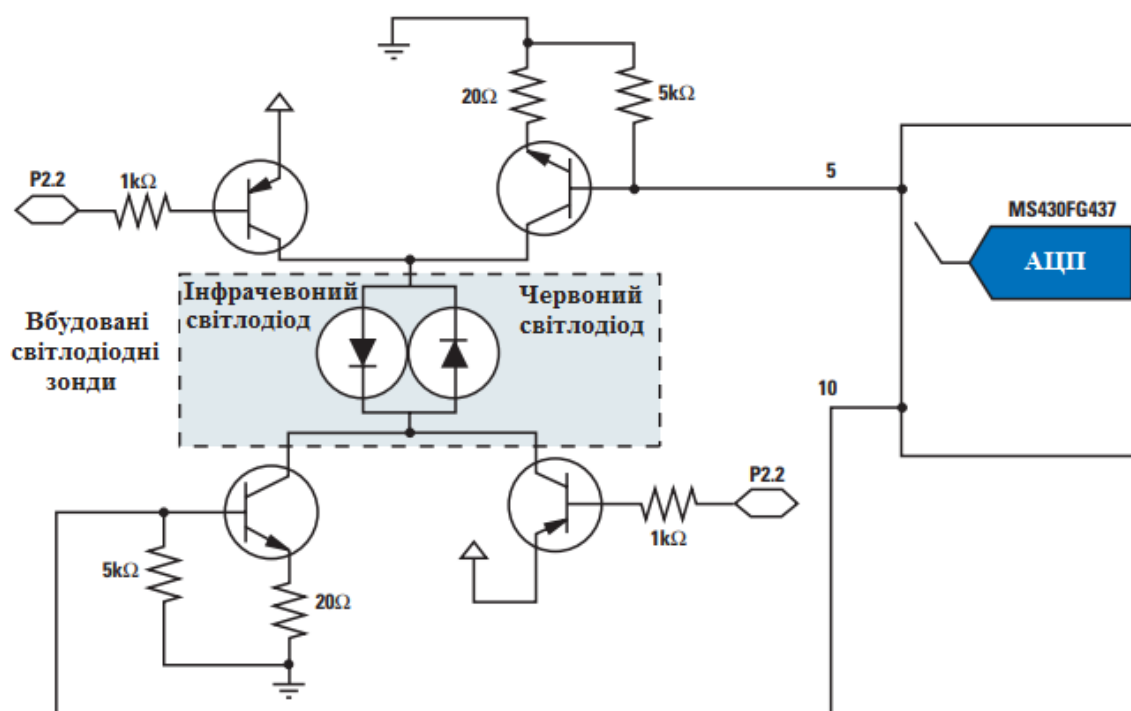 20Ω
5kΩ
P2.2
1kΩ
5
MS430FG437
АЦП
Інфрачевоний
світлодіод
Червоний
світлодіод
Вбудовані
світлодіодні
зонди
10
P2.2
1kΩ
5kΩ
20Ω